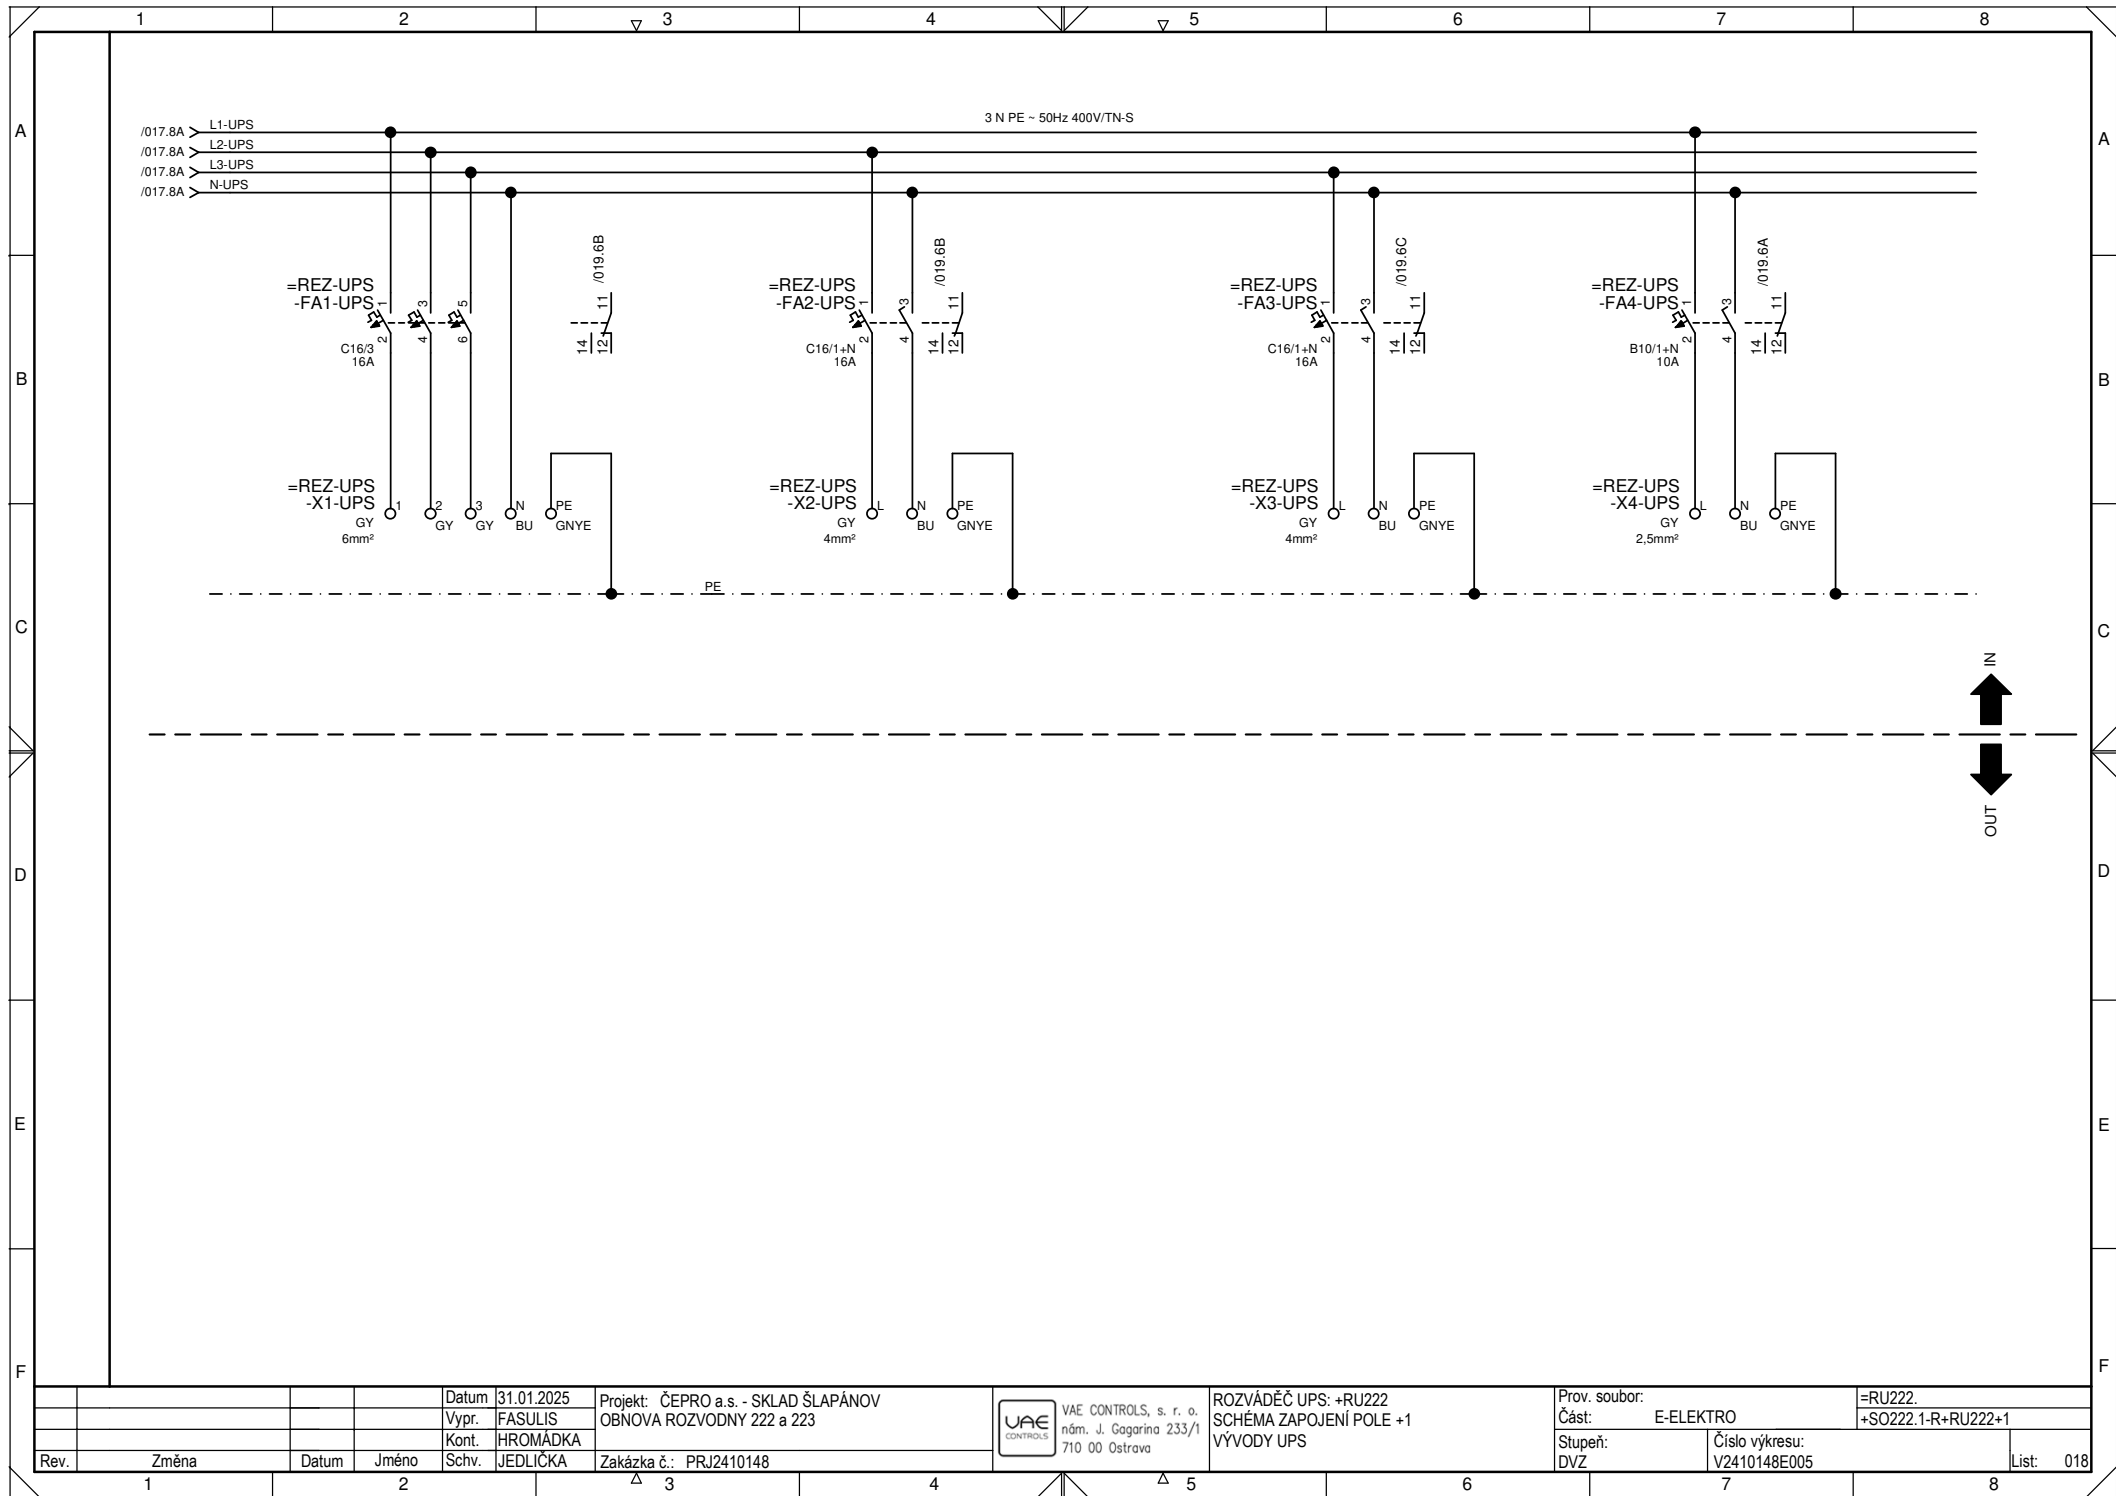 1 2 3 4 5 6 7 8
A A
3 N PE ~ 50Hz 400V/TN-S
/017.8A L1-UPS
/017.8A L2-UPS
/017.8A L3-UPS
/017.8A N-UPS
/019.6B /019.6B /019.6C /019.6A
=REZ-UPS =REZ-UPS =REZ-UPS =REZ-UPS
-FA1-UPS 1 3 5 11 -FA2-UPS 1 3 11 -FA3-UPS 1 3 11 -FA4-UPS 1 3 11
2 4 6 14 12 2 4 14 12 2 4 14 12 2 4 14 12
C16/3 C16/1+N C16/1+N B10/1+N
16A 16A 16A 10A
B B
=REZ-UPS =REZ-UPS =REZ-UPS =REZ-UPS
-X1-UPS 1 2 3 N PE -X2-UPS L N PE -X3-UPS L N PE -X4-UPS L N PE
GY GY GY BU GNYE GY BU GNYE GY BU GNYE GY BU GNYE
6mm² 4mm² 4mm² 2,5mm²
PE
C C
IN
OUT
D D
E E
F F
Datum 31.01.2025
Vypr. FASULIS
Kont. HROMÁDKA
Rev. Změna Datum Jméno Schv. JEDLIČKA
Projekt: ČEPRO a.s. - SKLAD ŠLAPÁNOV
OBNOVA ROZVODNY 222 a 223
Zakázka č.: PRJ2410148
VAE
CONTROLS
VAE CONTROLS, s. r. o.
nám. J. Gagarina 233/1
710 00 Ostrava
ROZVÁDĚČ UPS: +RU222
SCHÉMA ZAPOJENÍ POLE +1
VÝVODY UPS
Prov. soubor: =RU222.
Část: E-ELEKTRO +SO222.1-R+RU222+1
Stupeň: Číslo výkresu:
DVZ V2410148E005 List: 018
1 2 3 4 5 6 7 8